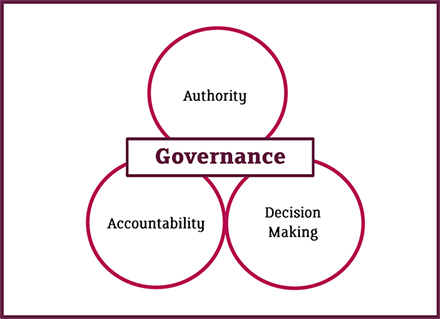 Authority
Governance
Accountability
Decision
Making